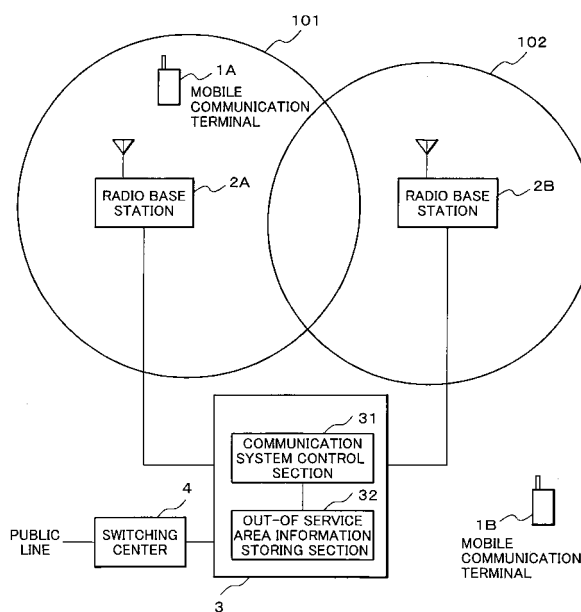 101
1A
MOBILE
COMMUNICATION
TERMINAL
102
2A
RADIO BASE
STATION
2B
RADIO BASE
STATION
31
COMMUNICATION
SYSTEM CONTROL
SECTION
32
OUT-OF SERVICE
AREA INFORMATION
STORING SECTION
4
PUBLIC
LINE
SWITCHING
CENTER
3
1B
MOBILE
COMMUNICATION
TERMINAL